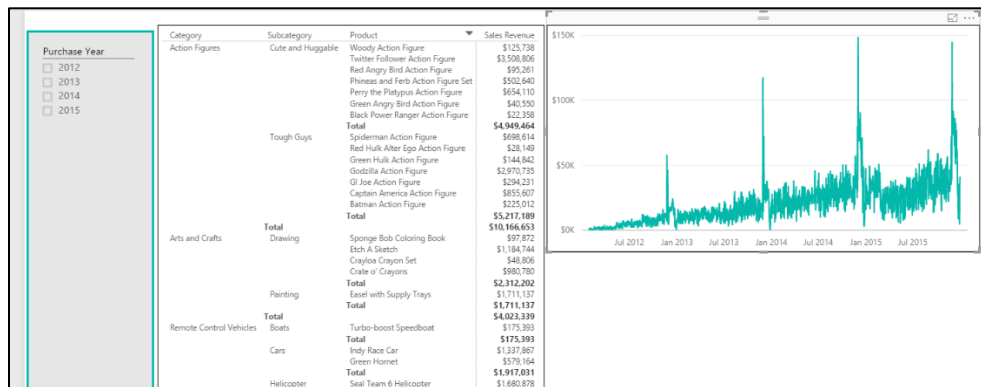 Purchase Year
2012
2013
2014
2015
Category Subcategory Product Sales Revenue
Action Figures Cute and Huggable Woody Action Figure $125,738
Twitter Follower Action Figure $3,508,806
Red Angry Bird Action Figure $95,261
Phineas and Ferb Action Figure Set $502,640
Perry the Platypus Action Figure $654,110
Green Angry Bird Action Figure $40,550
Black Power Ranger Action Figure $22,358
Total $4,949,464
Tough Guys Spiderman Action Figure $698,614
Red Hulk Alter Ego Action Figure $28,149
Green Hulk Action Figure $144,842
Godzilla Action Figure $2,970,735
GI Joe Action Figure $294,231
Captain America Action Figure $855,607
Batman Action Figure $225,012
Total $5,217,189
Total $10,166,653
Arts and Crafts Drawing Sponge Bob Coloring Book $97,872
Etch A Sketch $1,184,744
Crayloa Crayon Set $48,806
Crate o' Crayons $980,780
Total $2,312,202
Painting Easel with Supply Trays $1,711,137
Total $1,711,137
Total $4,023,339
Remote Control Vehicles Boats Turbo-boost Speedboat $175,393
Total $175,393
Cars Indy Race Car $1,337,867
Green Hornet $579,164
Total $1,917,031
Helicopter Seal Team 6 Helicopter $1,680,878
$150K
$100K
$50K
$0K
Jul 2012 Jan 2013 Jul 2013 Jan 2014 Jul 2014 Jan 2015 Jul 2015